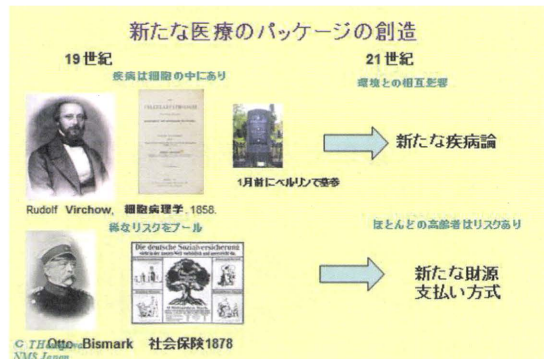 新たな医療のパッケージの創造
19世紀
21世紀
疾病は細胞の中にあり
環境との相互影響
新たな疾病論
1月前にベルリンで墓参
Rudolf Virchow, 細胞病理学, 1858.
稀なリスクをプール
ほとんどの高齢者はリスクあり
Die deutsche Sozialversicherung
新たな財源
支払い方式
Otto Bismark 社会保険1878
NMS Japan